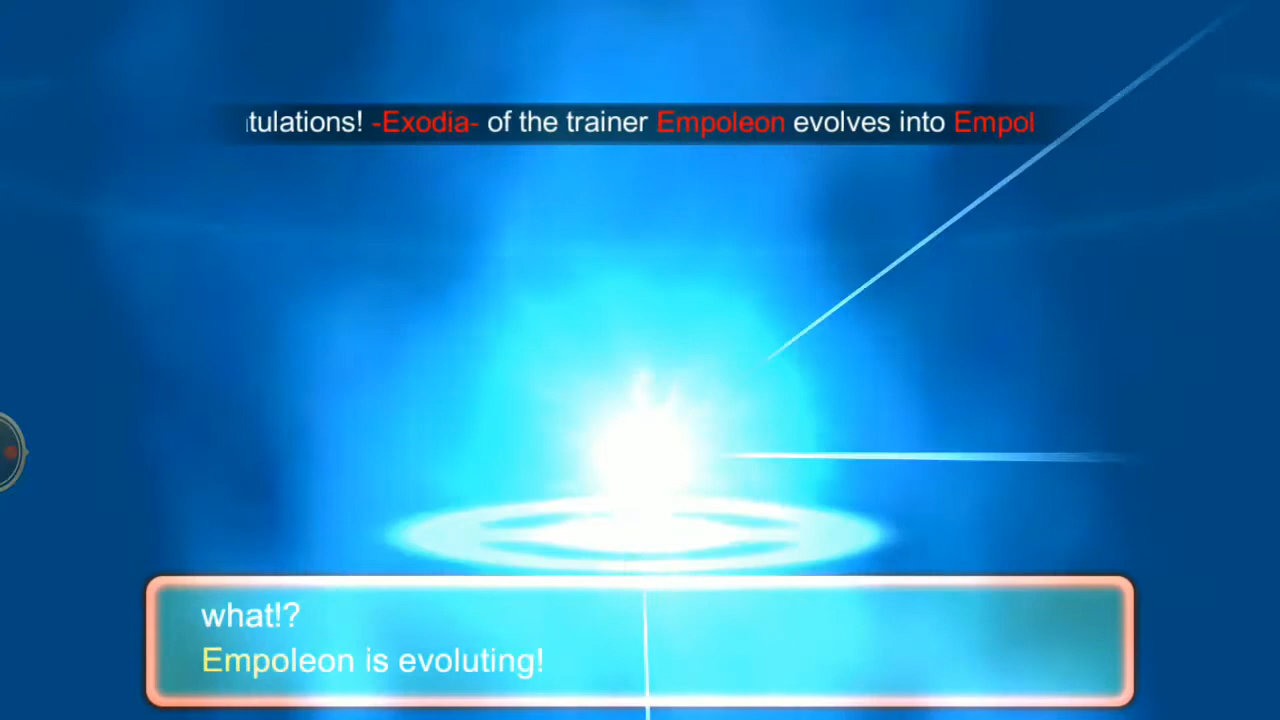 tulations! -Exodia- of the trainer Empoleon evolves into Empol
what!?
Empoleon is evoluting!